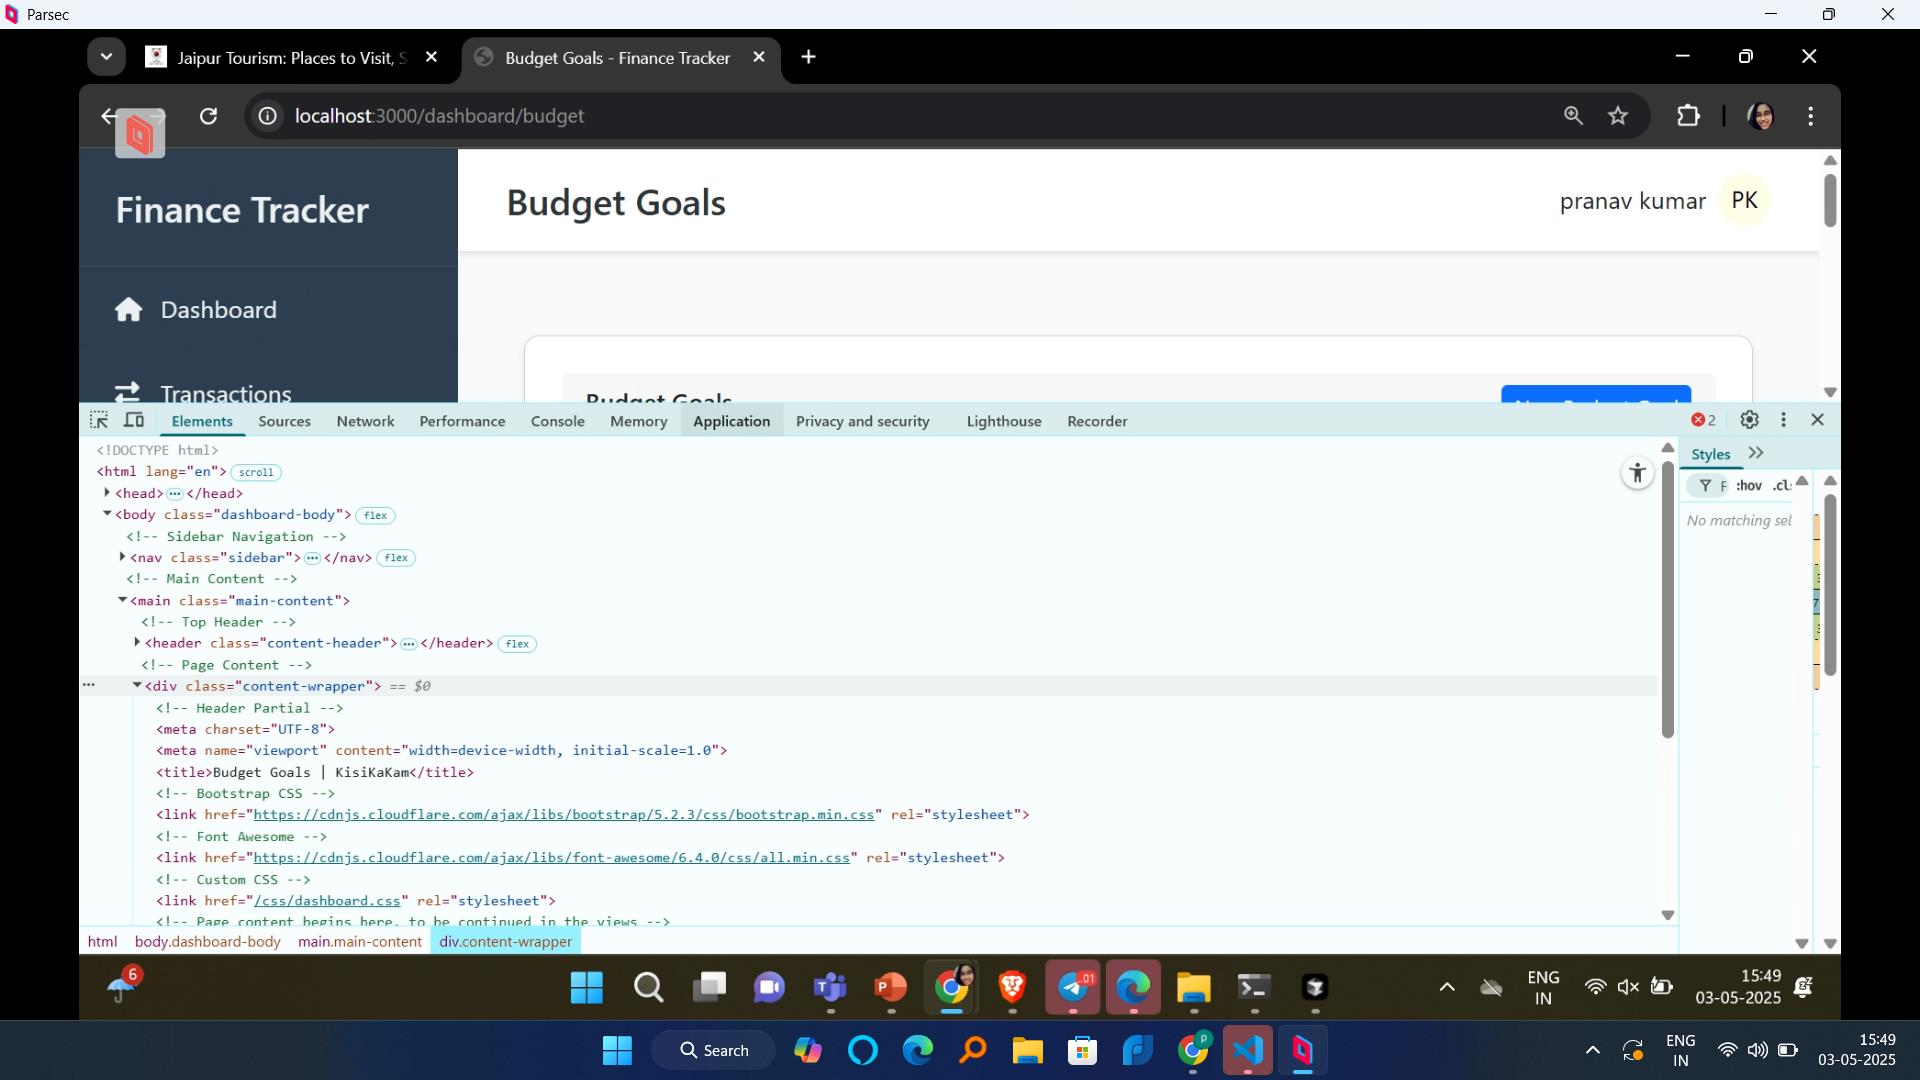 Parsec
Jaipur Tourism: Places to Visit, S
Budget Goals - Finance Tracker
localhost:3000/dashboard/budget
Finance Tracker
Budget Goals
pranav kumar PK
Dashboard
Transactions
Budget Goals
Elements Sources Network Performance Console Memory Application Privacy and security Lighthouse Recorder 2
<!DOCTYPE html>
<html lang="en"> scroll
<head> ... </head>
<body class="dashboard-body"> flex
<!-- Sidebar Navigation -->
<nav class="sidebar"> ... </nav> flex
<!-- Main Content -->
<main class="main-content">
<!-- Top Header -->
<header class="content-header"> ... </header> flex
<!-- Page Content -->
... <div class="content-wrapper"> == $0
<!-- Header Partial -->
<meta charset="UTF-8">
<meta name="viewport" content="width=device-width, initial-scale=1.0">
<title>Budget Goals | KisiKaKam</title>
<!-- Bootstrap CSS -->
<link href="https://cdnjs.cloudflare.com/ajax/libs/bootstrap/5.2.3/css/bootstrap.min.css" rel="stylesheet">
<!-- Font Awesome -->
<link href="https://cdnjs.cloudflare.com/ajax/libs/font-awesome/6.4.0/css/all.min.css" rel="stylesheet">
<!-- Custom CSS -->
<link href="/css/dashboard.css" rel="stylesheet">
<!-- Page content begins here, to be continued in the views -->
Styles
F :hov .cl
No matching sel
html body.dashboard-body main.main-content div.content-wrapper
6
01
ENG
IN
15:49
03-05-2025
Search
P
ENG
IN
15:49
03-05-2025